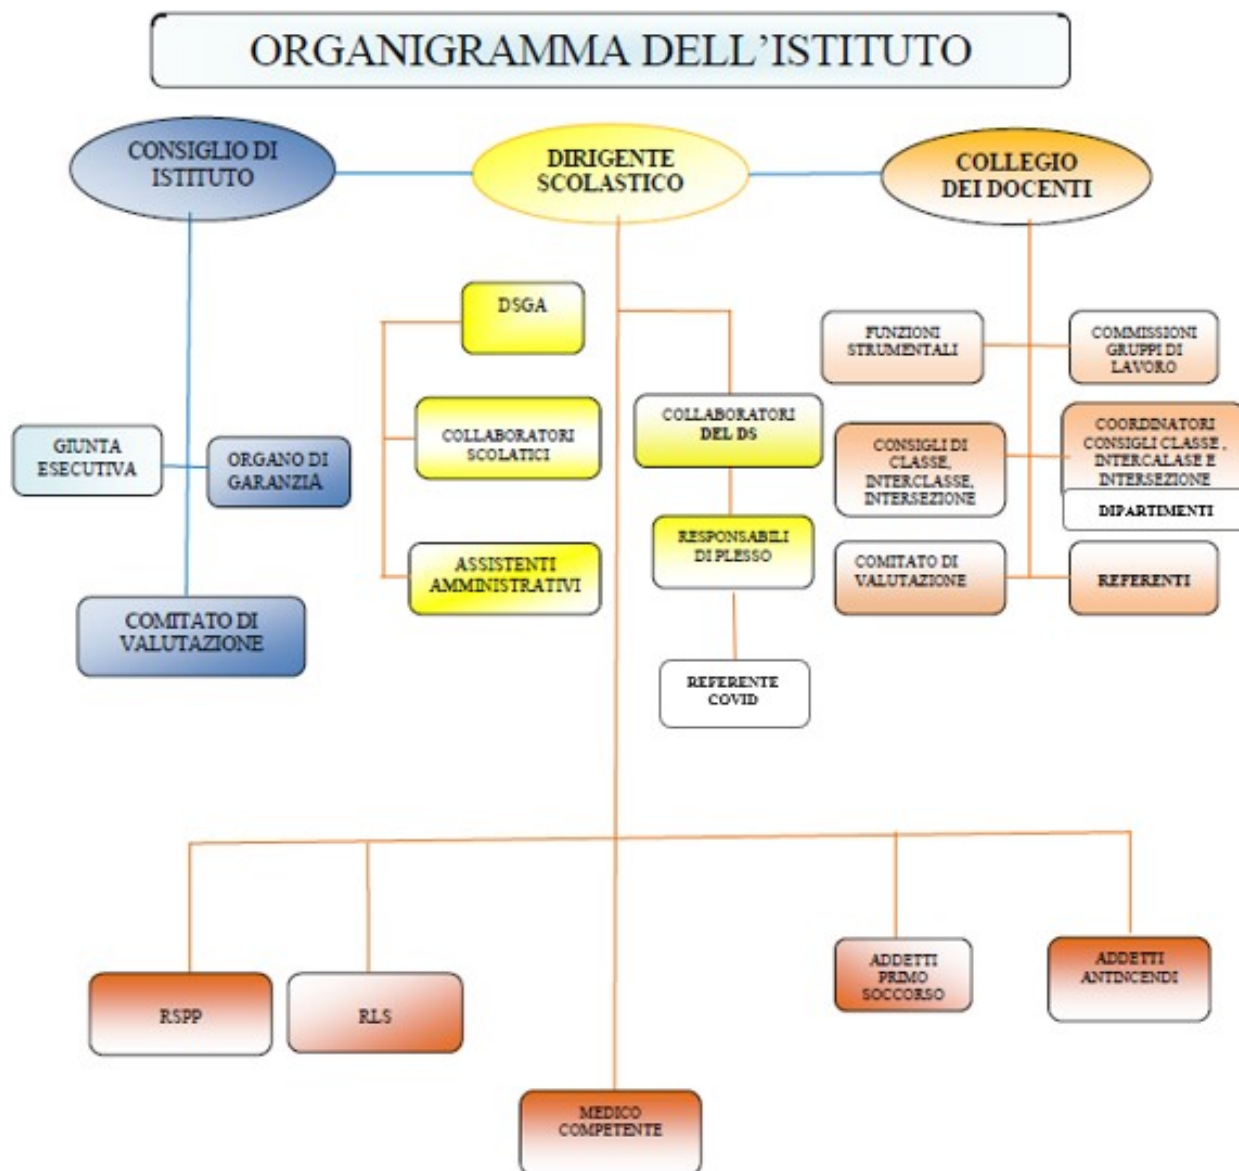 ORGANIGRAMMA DELL’ISTITUTO
CONSIGLIO DI
ISTITUTO
DIRIGENTE
SCOLASTICO
COLLEGIO
DEI DOCENTI
DSGA
FUNZIONI
STRUMENTALI
COMMISSIONI
GRUPPI DI
LAVORO
GIUNTA
ESECUTIVA
ORGANO DI
GARANZIA
COLLABORATORI
SCOLATICI
COLLABORATORI
DEL DS
CONSIGLI DI
CLASSE,
INTERCLASSE,
INTERSEZIONE
COORDINATORI
CONSIGLI CLASSE ,
INTERCALASE E
INTERSEZIONE
DIPARTIMENTI
ASSISTENTI
AMMINISTRATIVI
RESPONSABILI
DI PLESSO
COMITATO DI
VALUTAZIONE
REFERENTI
COMITATO DI
VALUTAZIONE
REFERENTE
COVID
RSPP
RLS
ADDETTI
PRIMO
SOCCORSO
ADDETTI
ANTINCENDI
MEDICO
COMPETENTE